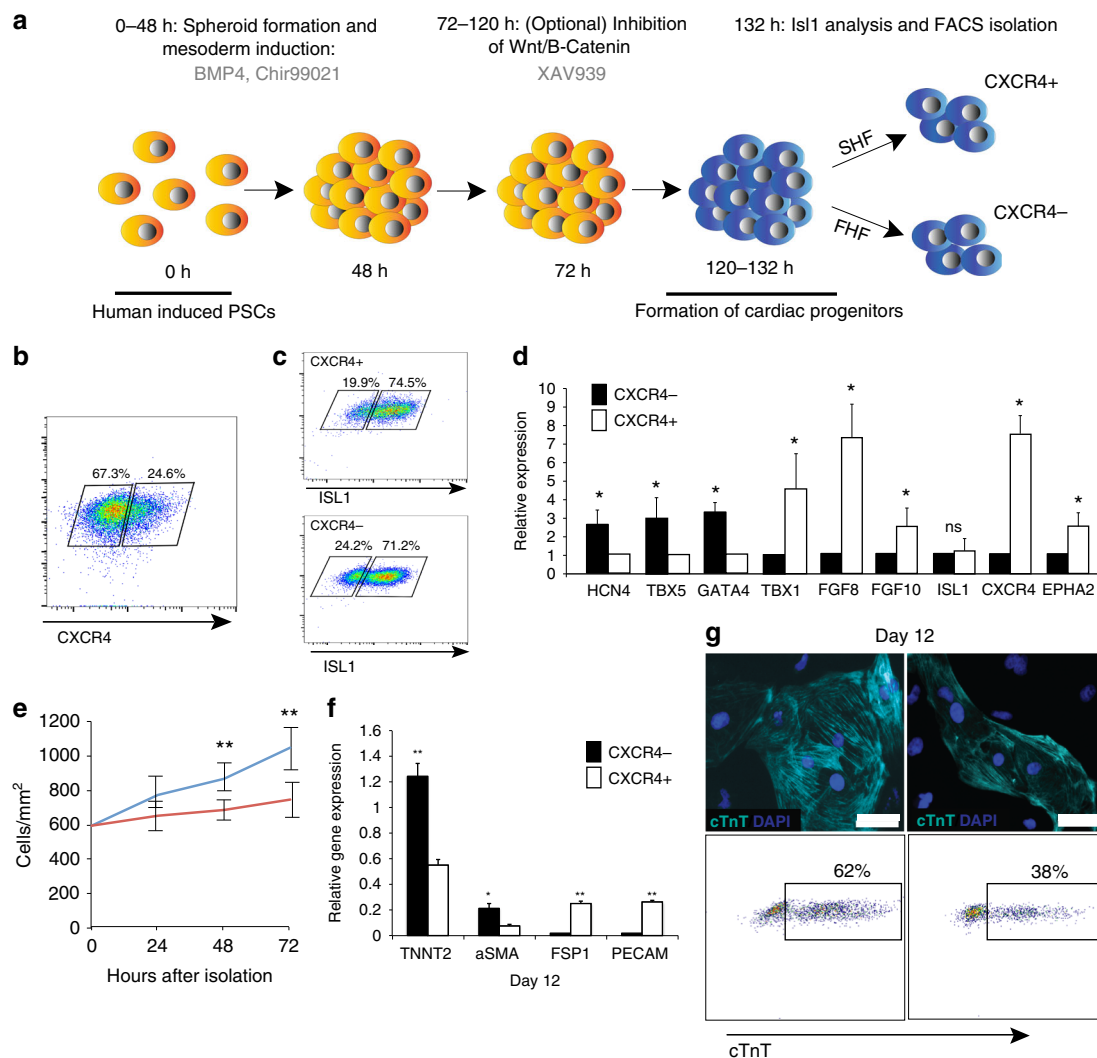 a
0–48 h: Spheroid formation and
mesoderm induction:
BMP4, Chir99021
72–120 h: (Optional) Inhibition
of Wnt/B-Catenin
XAV939
132 h: Isl1 analysis and FACS isolation
CXCR4+
SHF
CXCR4–
FHF
0 h
48 h
72 h
120–132 h
Human induced PSCs
Formation of cardiac progenitors
b
67.3%
24.6%
CXCR4
c
CXCR4+
19.9%
74.5%
ISL1
CXCR4–
24.2%
71.2%
ISL1
d
CXCR4–
CXCR4+
Relative expression
10
9
8
7
6
5
4
3
2
1
0
*
*
*
*
*
*
ns
*
*
HCN4
TBX5
GATA4
TBX1
FGF8
FGF10
ISL1
CXCR4
EPHA2
e
Cells/mm²
1200
1000
800
600
400
200
0
**
**
0
24
48
72
Hours after isolation
f
CXCR4–
CXCR4+
Relative gene expression
1.6
1.4
1.2
1
0.8
0.6
0.4
0.2
0
**
*
**
**
TNNT2
aSMA
FSP1
PECAM
Day 12
g
Day 12
cTnT DAPI
cTnT DAPI
62%
38%
cTnT